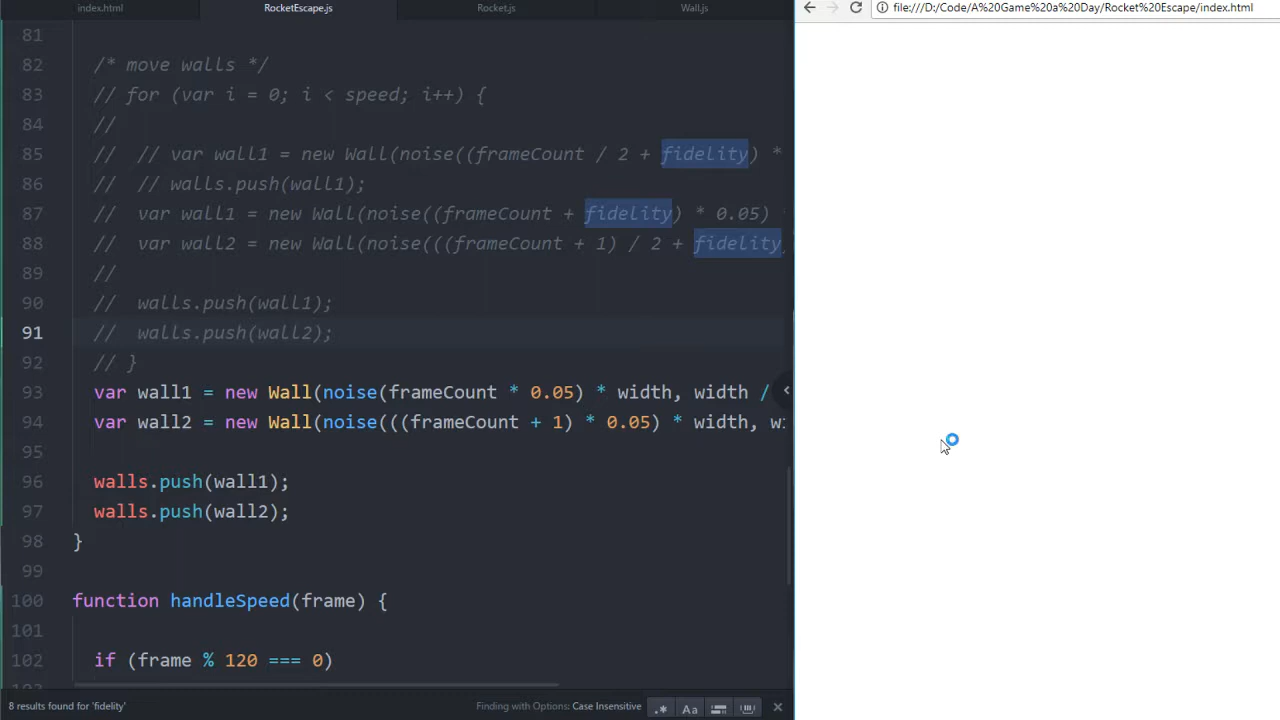 index.html
RocketEscape.js
Rocket.js
Wall.js
file:///D:/Code/A%20Game%20a%20Day/Rocket%20Escape/index.html
81
82 /* move walls */
83 // for (var i = 0; i < speed; i++) {
84 //
85 // // var wall1 = new Wall(noise((frameCount / 2 + fidelity) *
86 // // walls.push(wall1);
87 // var wall1 = new Wall(noise((frameCount + fidelity) * 0.05)
88 // var wall2 = new Wall(noise(((frameCount + 1) / 2 + fidelity
89 //
90 // walls.push(wall1);
91 // walls.push(wall2);
92 // }
93 var wall1 = new Wall(noise(frameCount * 0.05) * width, width /
94 var wall2 = new Wall(noise(((frameCount + 1) * 0.05) * width, wi
95
96 walls.push(wall1);
97 walls.push(wall2);
98 }
99
100 function handleSpeed(frame) {
101
102 if (frame % 120 === 0)
8 results found for 'fidelity'
Finding with Options: Case Insensitive
.*
Aa